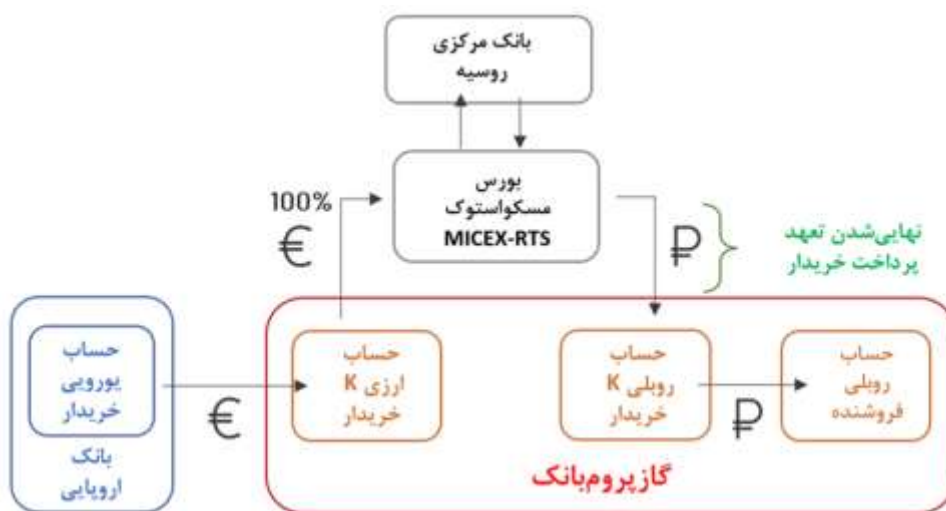 بانک مرکزی
روسیه
بورس
مسکواستوک
MICEX-RTS
100%
€
₽
نهایی‌شدن تعهد
پرداخت خریدار
حساب
یورویی
خریدار
بانک
اروپایی
€
حساب
ارزی K
خریدار
حساب
روبلی K
خریدار
₽
حساب
روبلی
فروشنده
گازپروم‌بانک